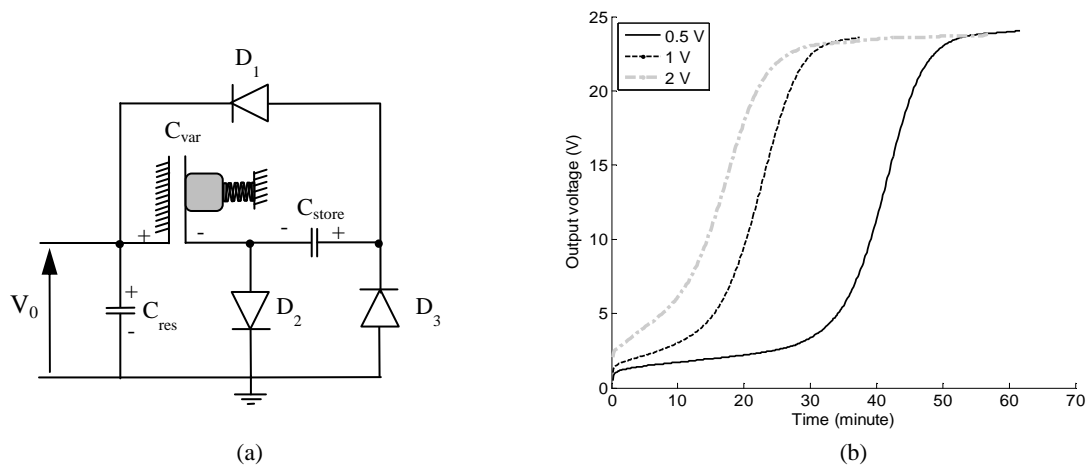 D1
Cvar
Cstore
+
-
-
+
V0
+
-
Cres
D2
D3
(a)
25
20
15
10
5
0
Output voltage (V)
0.5 V
1 V
2 V
0 10 20 30 40 50 60 70
Time (minute)
(b)